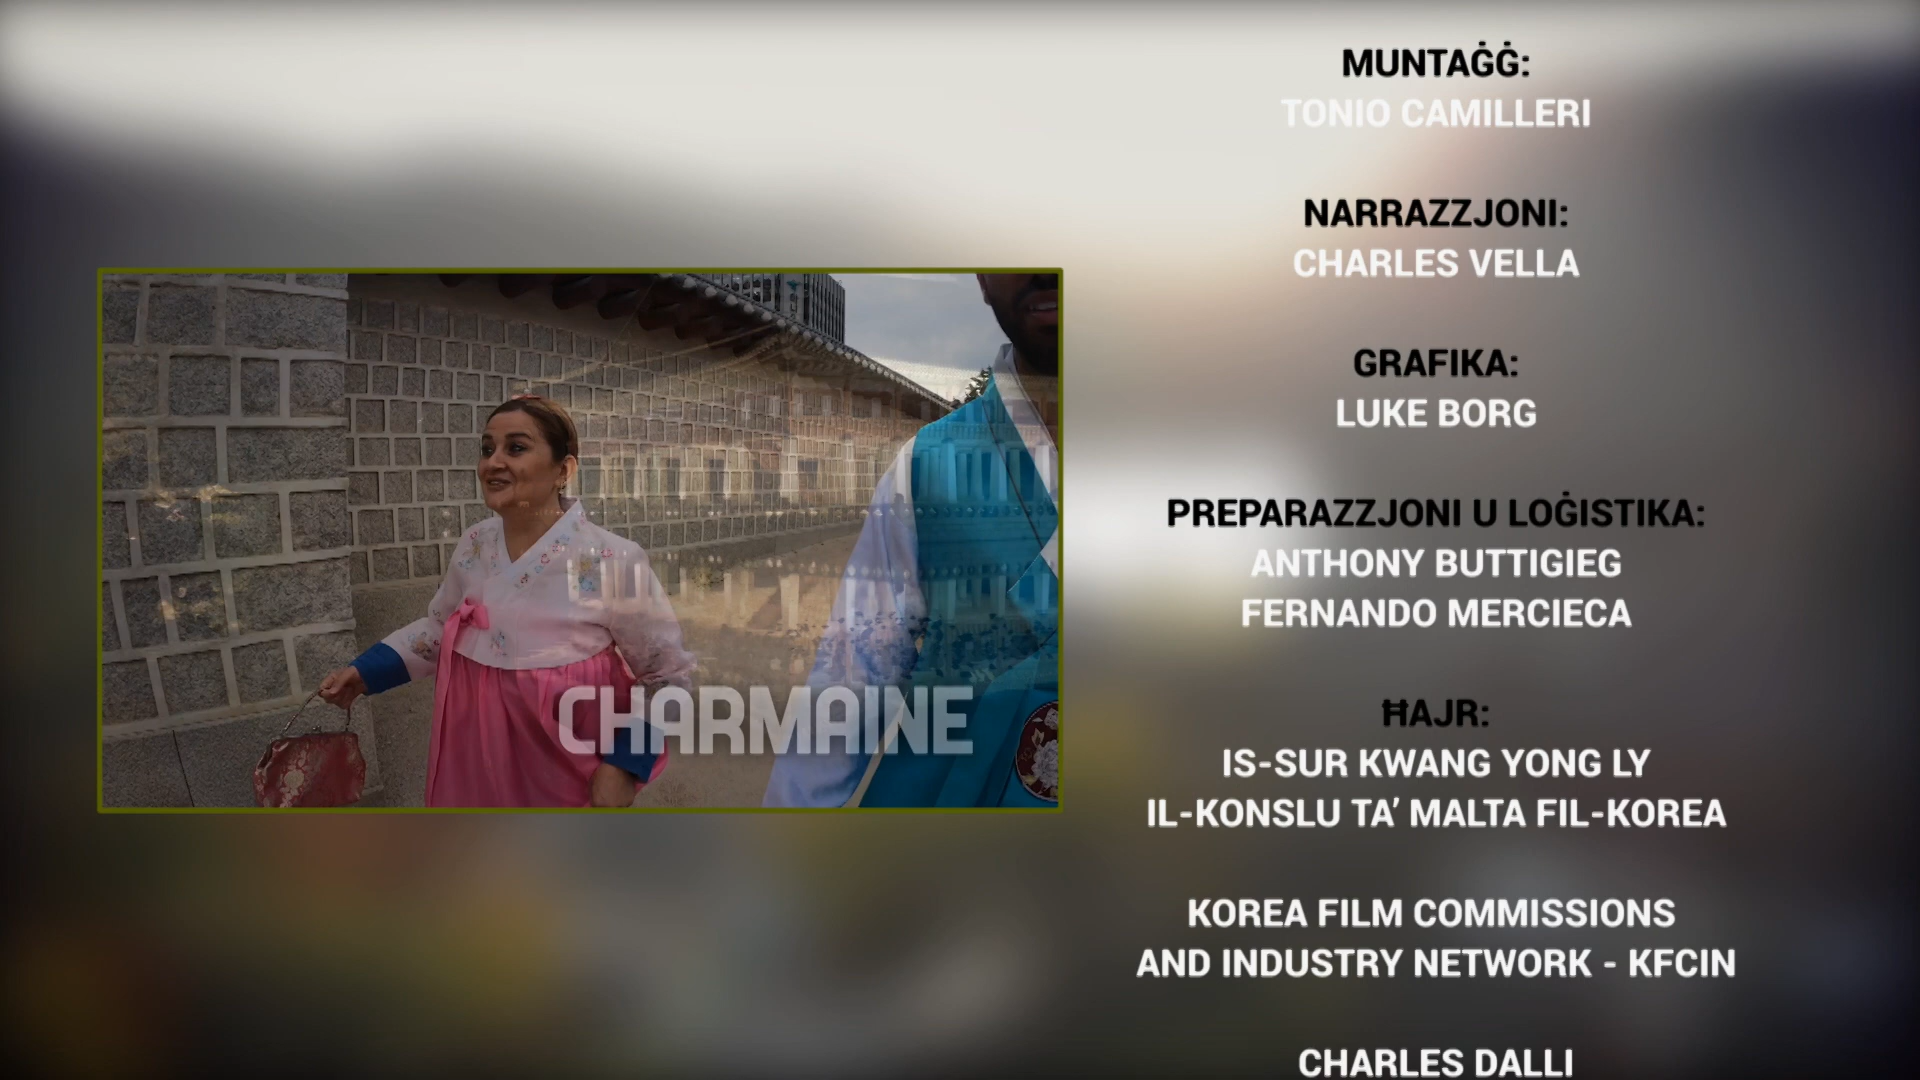 MUNTAĠĠ:
TONIO CAMILLERI
NARRAZZJONI:
CHARLES VELLA
GRAFIKA:
LUKE BORG
PREPARAZZJONI U LOĠISTIKA:
ANTHONY BUTTIGIEG
FERNANDO MERCIECA
ĦAJR:
IS-SUR KWANG YONG LY
IL-KONSLU TA’ MALTA FIL-KOREA
KOREA FILM COMMISSIONS
AND INDUSTRY NETWORK - KFCIN
CHARLES DALLI
CHARMAINE